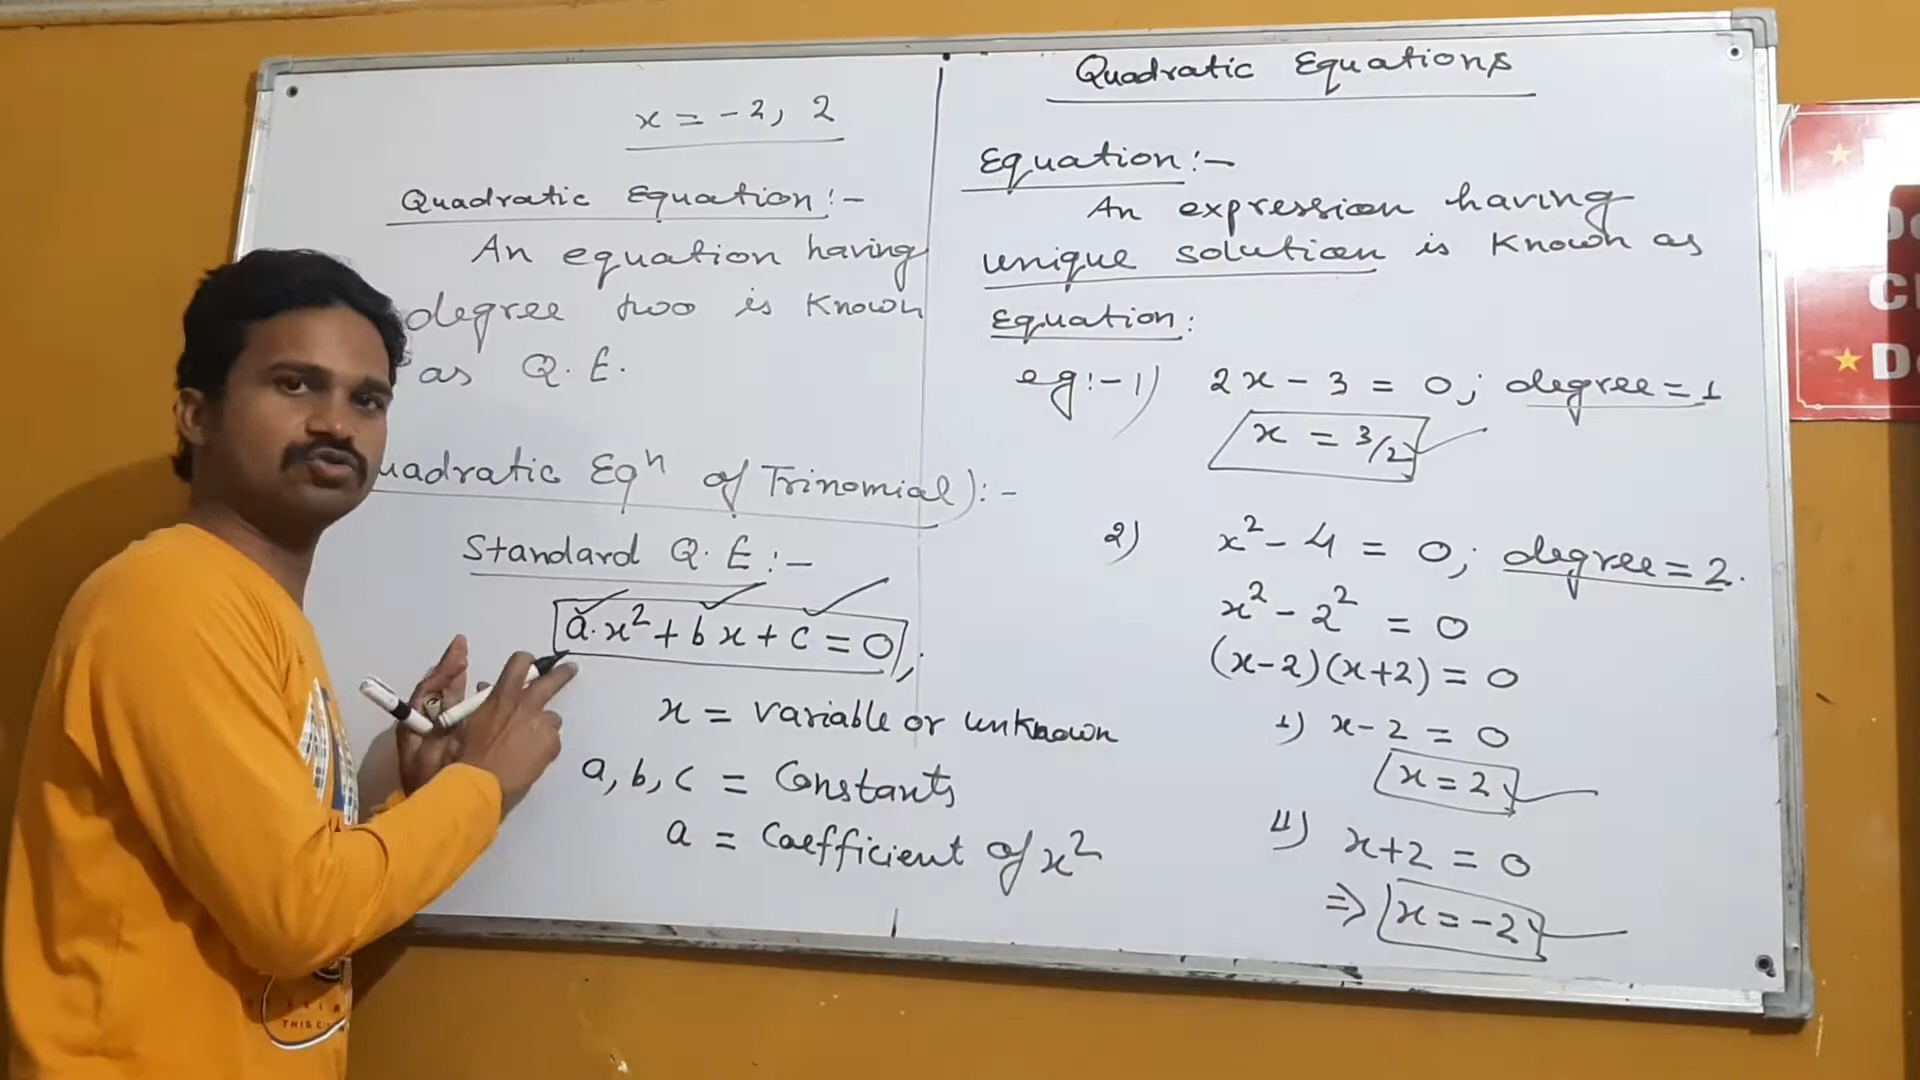 Quadratic Equations
Equation:-
An expression having
unique solution is known as
Equation:
eg:-1) 2x - 3 = 0; degree = 1
x = 3/2
2) x² - 4 = 0; degree = 2.
x² - 2² = 0
(x-2)(x+2) = 0
i) x - 2 = 0
x = 2
ii) x+2 = 0
=> x = -2
x = -2, 2
Quadratic Equation:-
An equation having
degree two is known
as Q.E.
Eqⁿ of Trinomial):-
Standard Q.E:-
a.x² + bx + c = 0,
x = variable or unknown
a, b, c = Constants
a = Coefficient of x²
THIS